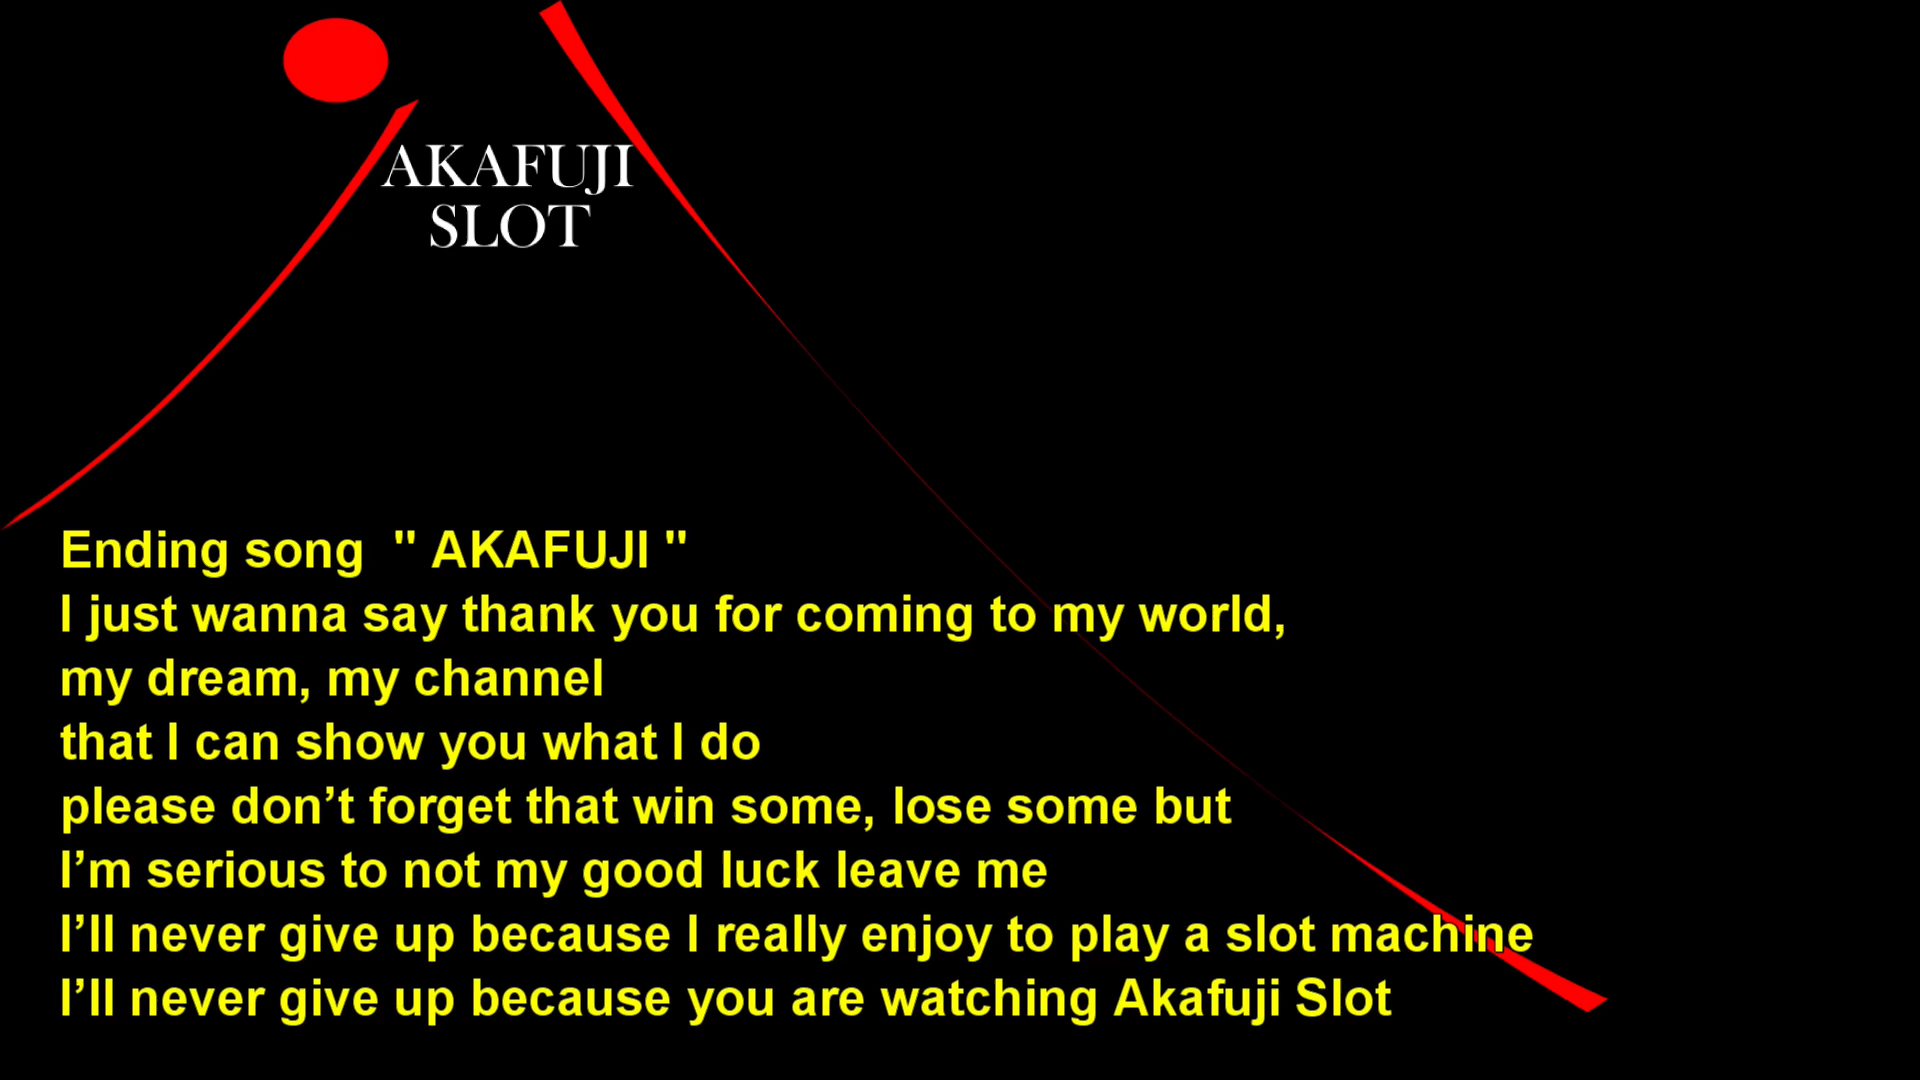 AKAFUJI
SLOT
Ending song " AKAFUJI "
I just wanna say thank you for coming to my world,
my dream, my channel
that I can show you what I do
please don’t forget that win some, lose some but
I’m serious to not my good luck leave me
I’ll never give up because I really enjoy to play a slot machine
I’ll never give up because you are watching Akafuji Slot